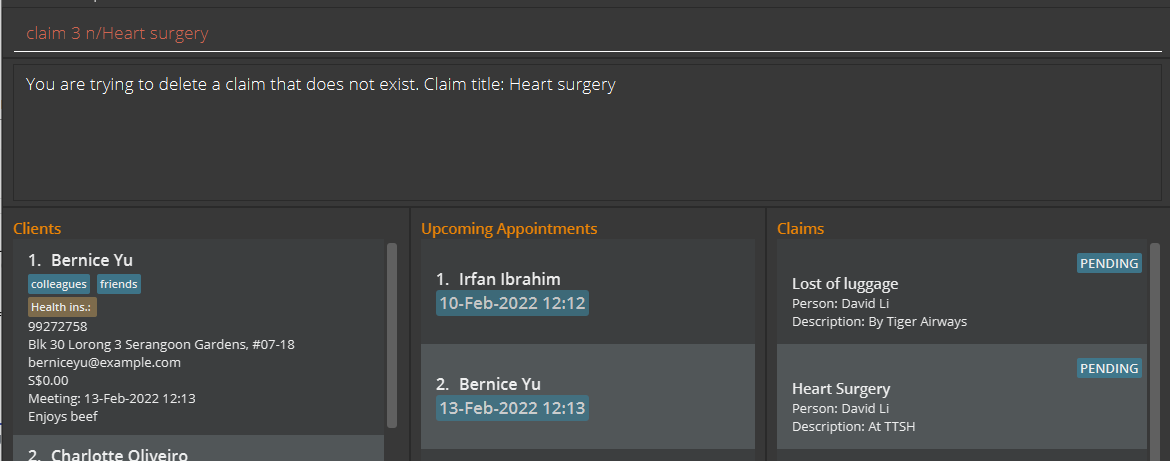 claim 3 n/Heart surgery
You are trying to delete a claim that does not exist. Claim title: Heart surgery
Clients
1. Bernice Yu
colleagues friends
Health ins.:
99272758
Blk 30 Lorong 3 Serangoon Gardens, #07-18
berniceyu@example.com
S$0.00
Meeting: 13-Feb-2022 12:13
Enjoys beef
2. Charlotte Oliveiro
Upcoming Appointments
1. Irfan Ibrahim
10-Feb-2022 12:12
2. Bernice Yu
13-Feb-2022 12:13
Claims
PENDING
Lost of luggage
Person: David Li
Description: By Tiger Airways
PENDING
Heart Surgery
Person: David Li
Description: At TTSH